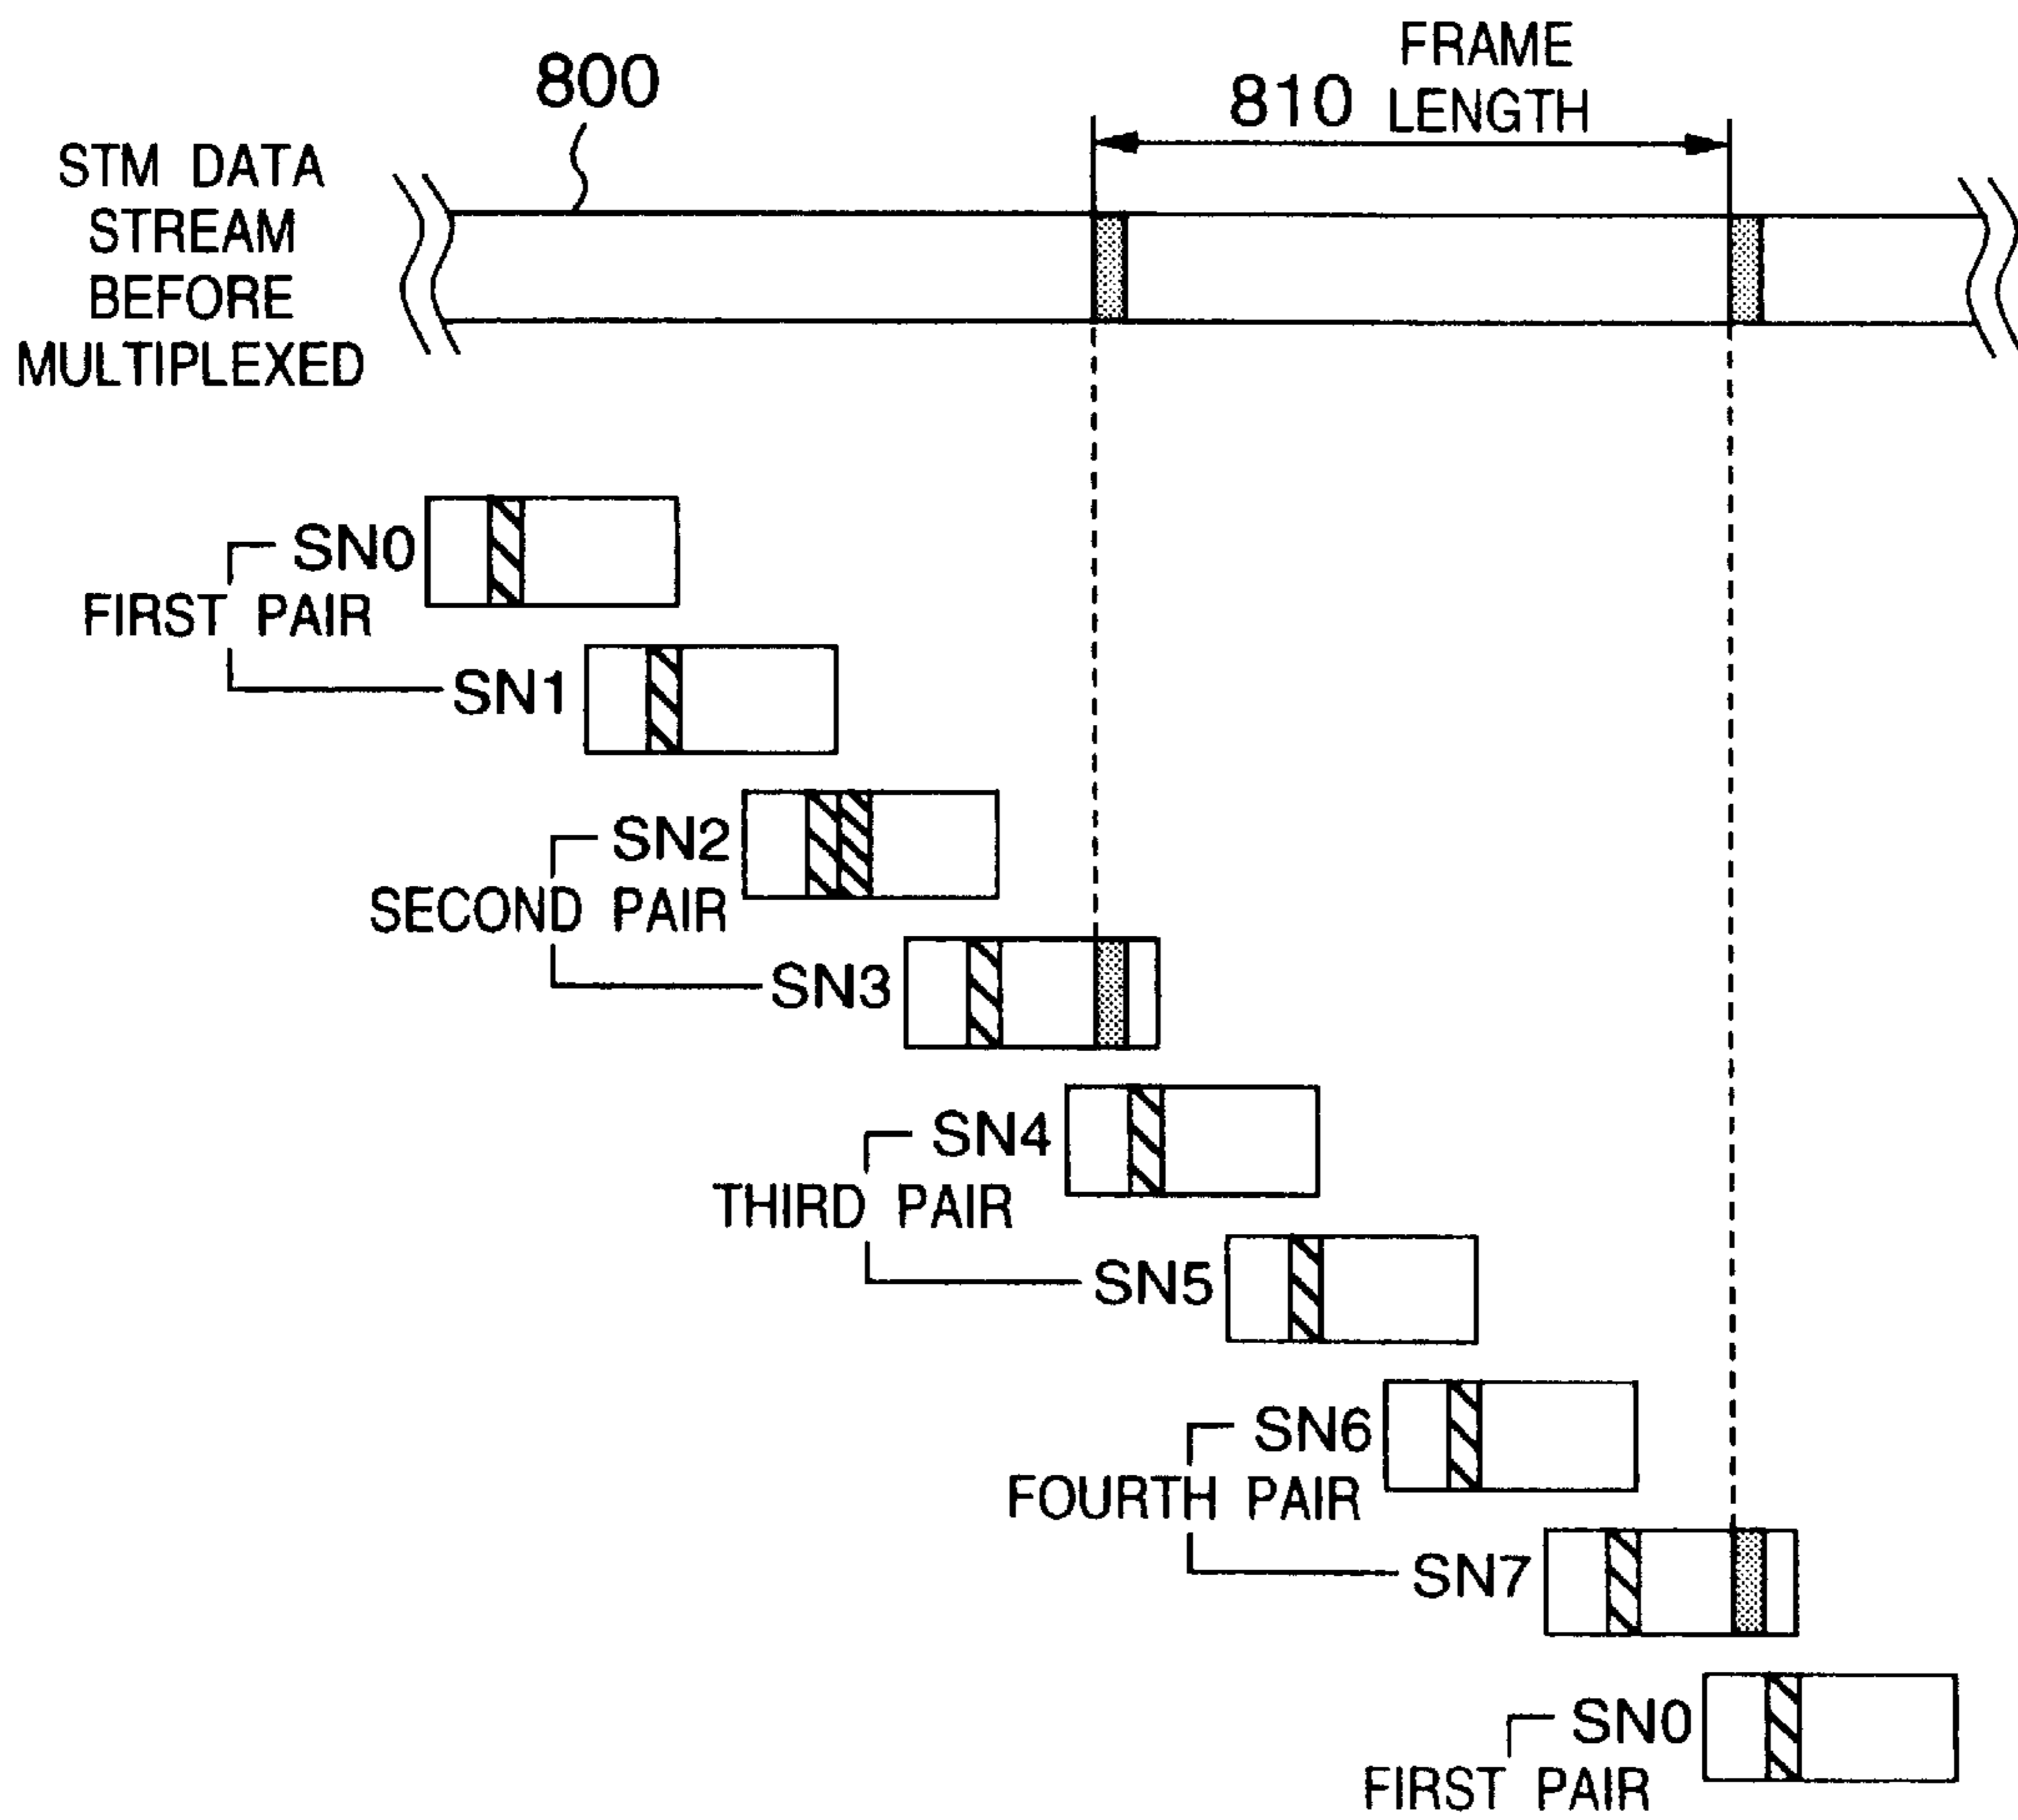 800
FRAME
810 LENGTH
STM DATA
STREAM
BEFORE
MULTIPLEXED
SN0
FIRST PAIR
SN1
SN2
SECOND PAIR
SN3
SN4
THIRD PAIR
SN5
SN6
FOURTH PAIR
SN7
SN0
FIRST PAIR